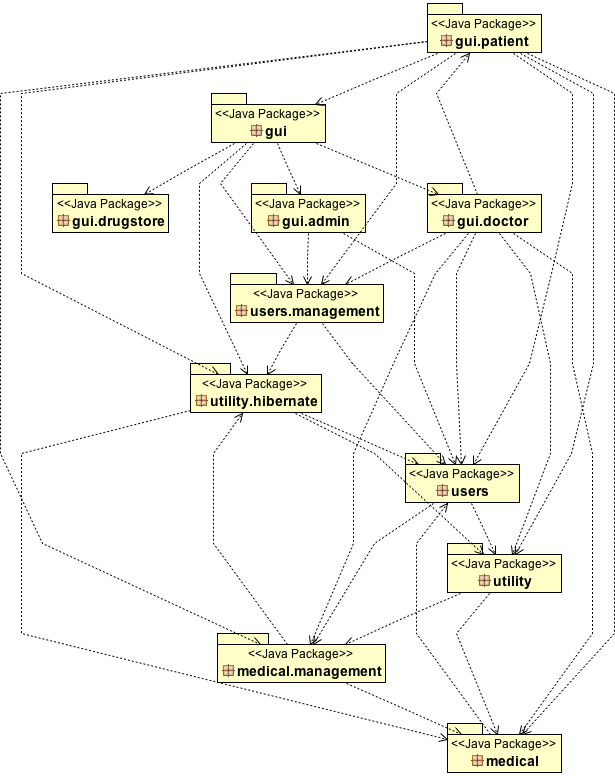 <<Java Package>>
gui.patient
<<Java Package>>
gui
<<Java Package>>
gui.drugstore
<<Java Package>>
gui.admin
<<Java Package>>
gui.doctor
<<Java Package>>
users.management
<<Java Package>>
utility.hibernate
<<Java Package>>
users
<<Java Package>>
utility
<<Java Package>>
medical.management
<<Java Package>>
medical